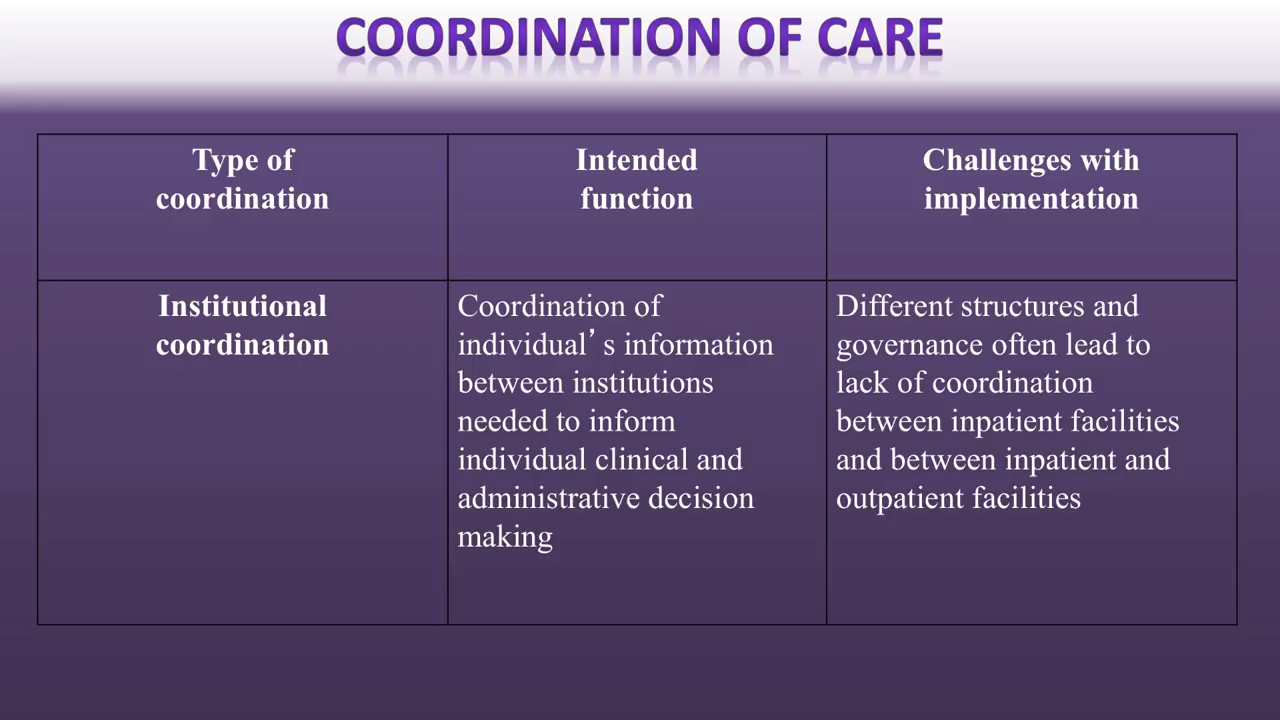 COORDINATION OF CARE
Type of
coordination
Intended
function
Challenges with
implementation
Institutional
coordination
Coordination of
individual’s information
between institutions
needed to inform
individual clinical and
administrative decision
making
Different structures and
governance often lead to
lack of coordination
between inpatient facilities
and between inpatient and
outpatient facilities